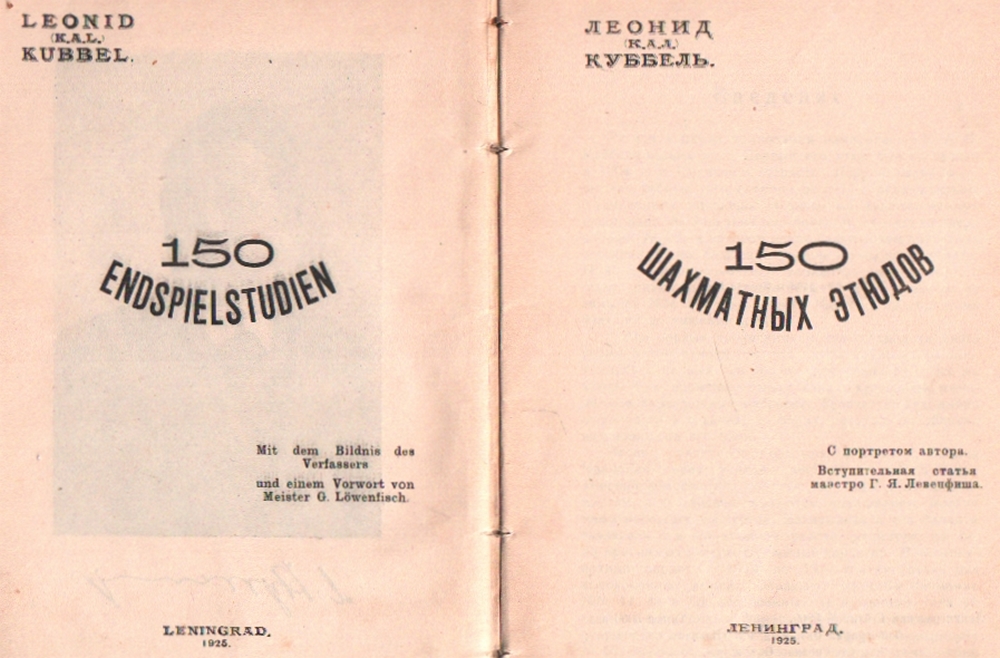 LEONID
(K.A.L.)
KUBBEL.
150
ENDSPIELSTUDIEN
Mit dem Bildnis des
Verfassers
und einem Vorwort von
Meister G. Löwenfisch.
LENINGRAD.
1925.
ЛЕОНИД
(К.А.Л.)
КУББЕЛЬ.
150
ШАХМАТНЫХ ЭТЮДОВ
С портретом автора.
Вступительная статья
маэстро Г. Я. Левенфиша.
ЛЕНИНГРАД.
1925.